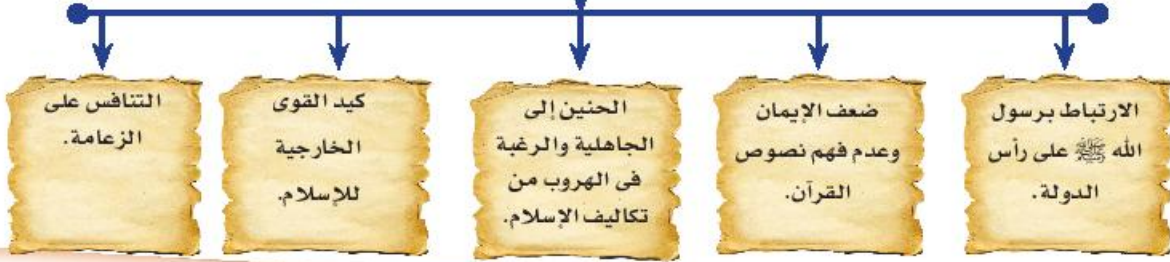 الارتباط برسول
الله ﷺ على رأس
الدولة.
ضعف الإيمان
وعدم فهم نصوص
القرآن.
الحنين إلى
الجاهلية والرغبة
فى الهروب من
تكاليف الإسلام.
كيد القوى
الخارجية
للإسلام.
التنافس على
الزعامة.